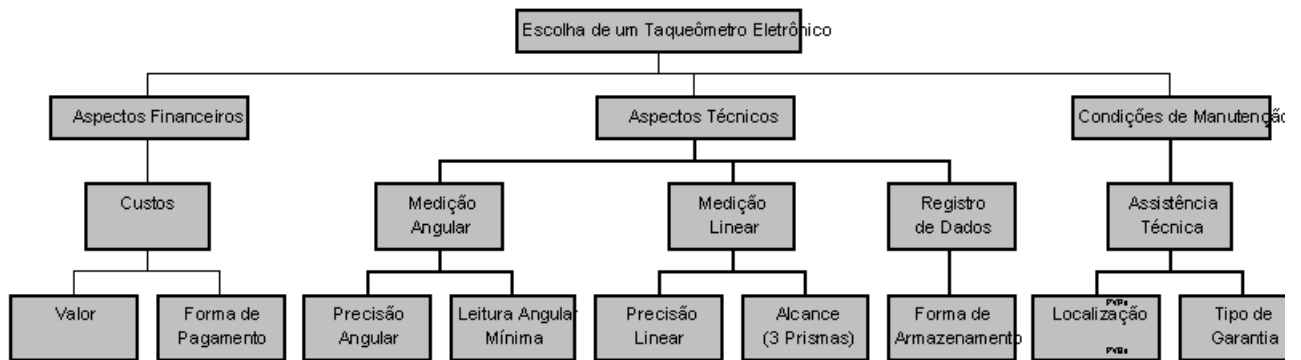 Escolha de um Taqueômetro Eletrônico
Aspectos Financeiros
Aspectos Técnicos
Condições de Manutenção
Custos
Medição
Angular
Medição
Linear
Registro
de Dados
Assistência
Técnica
Valor
Forma de
Pagamento
Precisão
Angular
Leitura Angular
Mínima
Precisão
Linear
Alcance
(3 Prismas)
Forma de
Armazenamento
Localização
Tipo de
Garantia